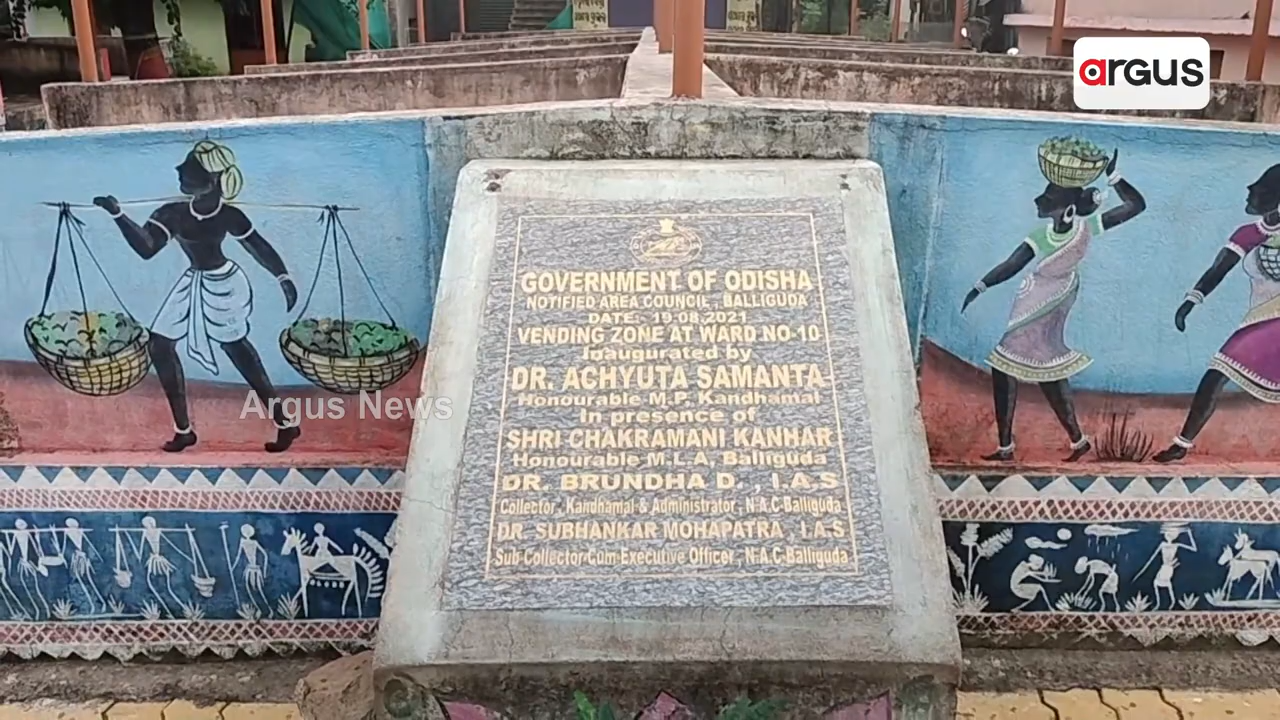 argus
GOVERNMENT OF ODISHA
NOTIFIED AREA COUNCIL, BALLIGUDA
DATE:- 19.08.2021
VENDING ZONE AT WARD NO-10
Inaugurated by
DR. ACHYUTA SAMANTA
Honourable M.P, Kandhamal
In presence of
SHRI CHAKRAMANI KANHAR
Honourable M.L.A, Balliguda
DR. BRUNDHA D. , I.A.S
Collector, Kandhamal & Administrator, N.A.C-Balliguda
DR SUBHANKAR MOHAPATRA , I.A.S
Sub-Collector-Cum-Executive Officer, N.A.C-Balliguda
Argus News